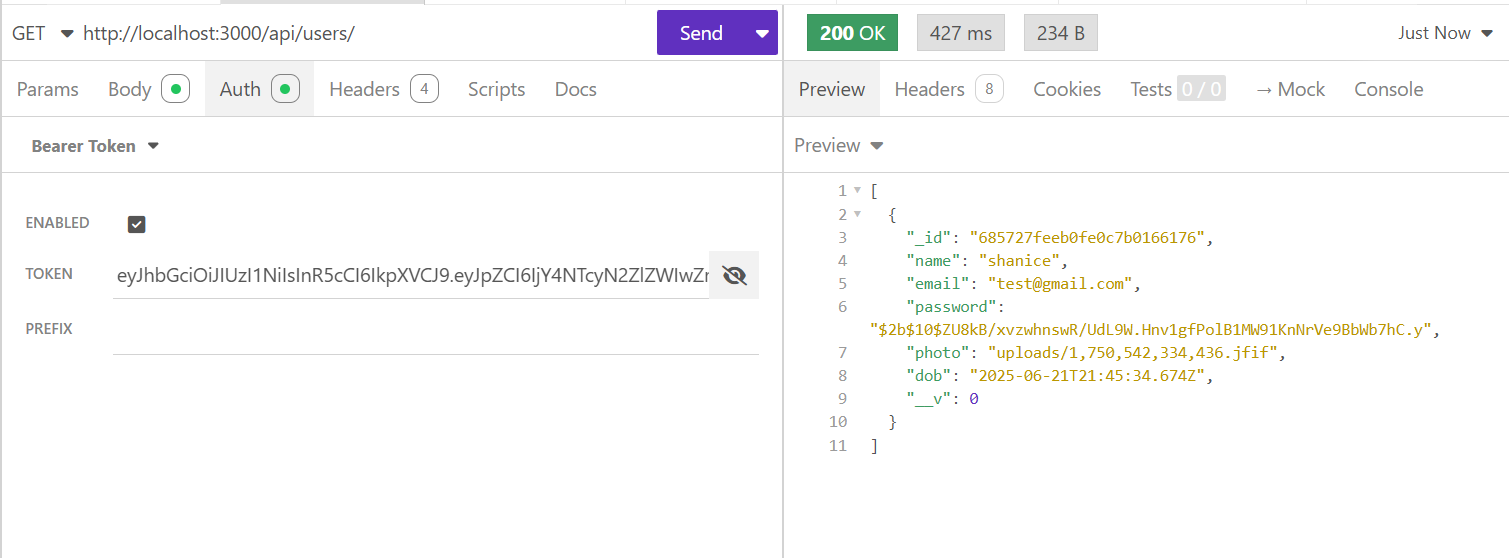 GET http://localhost:3000/api/users/ Send
200 OK 427 ms 234 B Just Now
Params Body Auth Headers 4 Scripts Docs
Preview Headers 8 Cookies Tests 0 / 0 → Mock Console
Bearer Token
Preview
ENABLED
TOKEN eyJhbGciOiJIUzI1NiIsInR5cCI6IkpXVCJ9.eyJpZCI6IjY4NTcyN2ZlZWIwZr
PREFIX
1 [
2 {
3 "_id": "685727feeb0fe0c7b0166176",
4 "name": "shanice",
5 "email": "test@gmail.com",
6 "password":
"$2b$10$ZU8kB/xvzwhnswR/UdL9W.Hnv1gfPolB1MW91KnNrVe9BbWb7hC.y",
7 "photo": "uploads/1,750,542,334,436.jfif",
8 "dob": "2025-06-21T21:45:34.674Z",
9 "__v": 0
10 }
11 ]